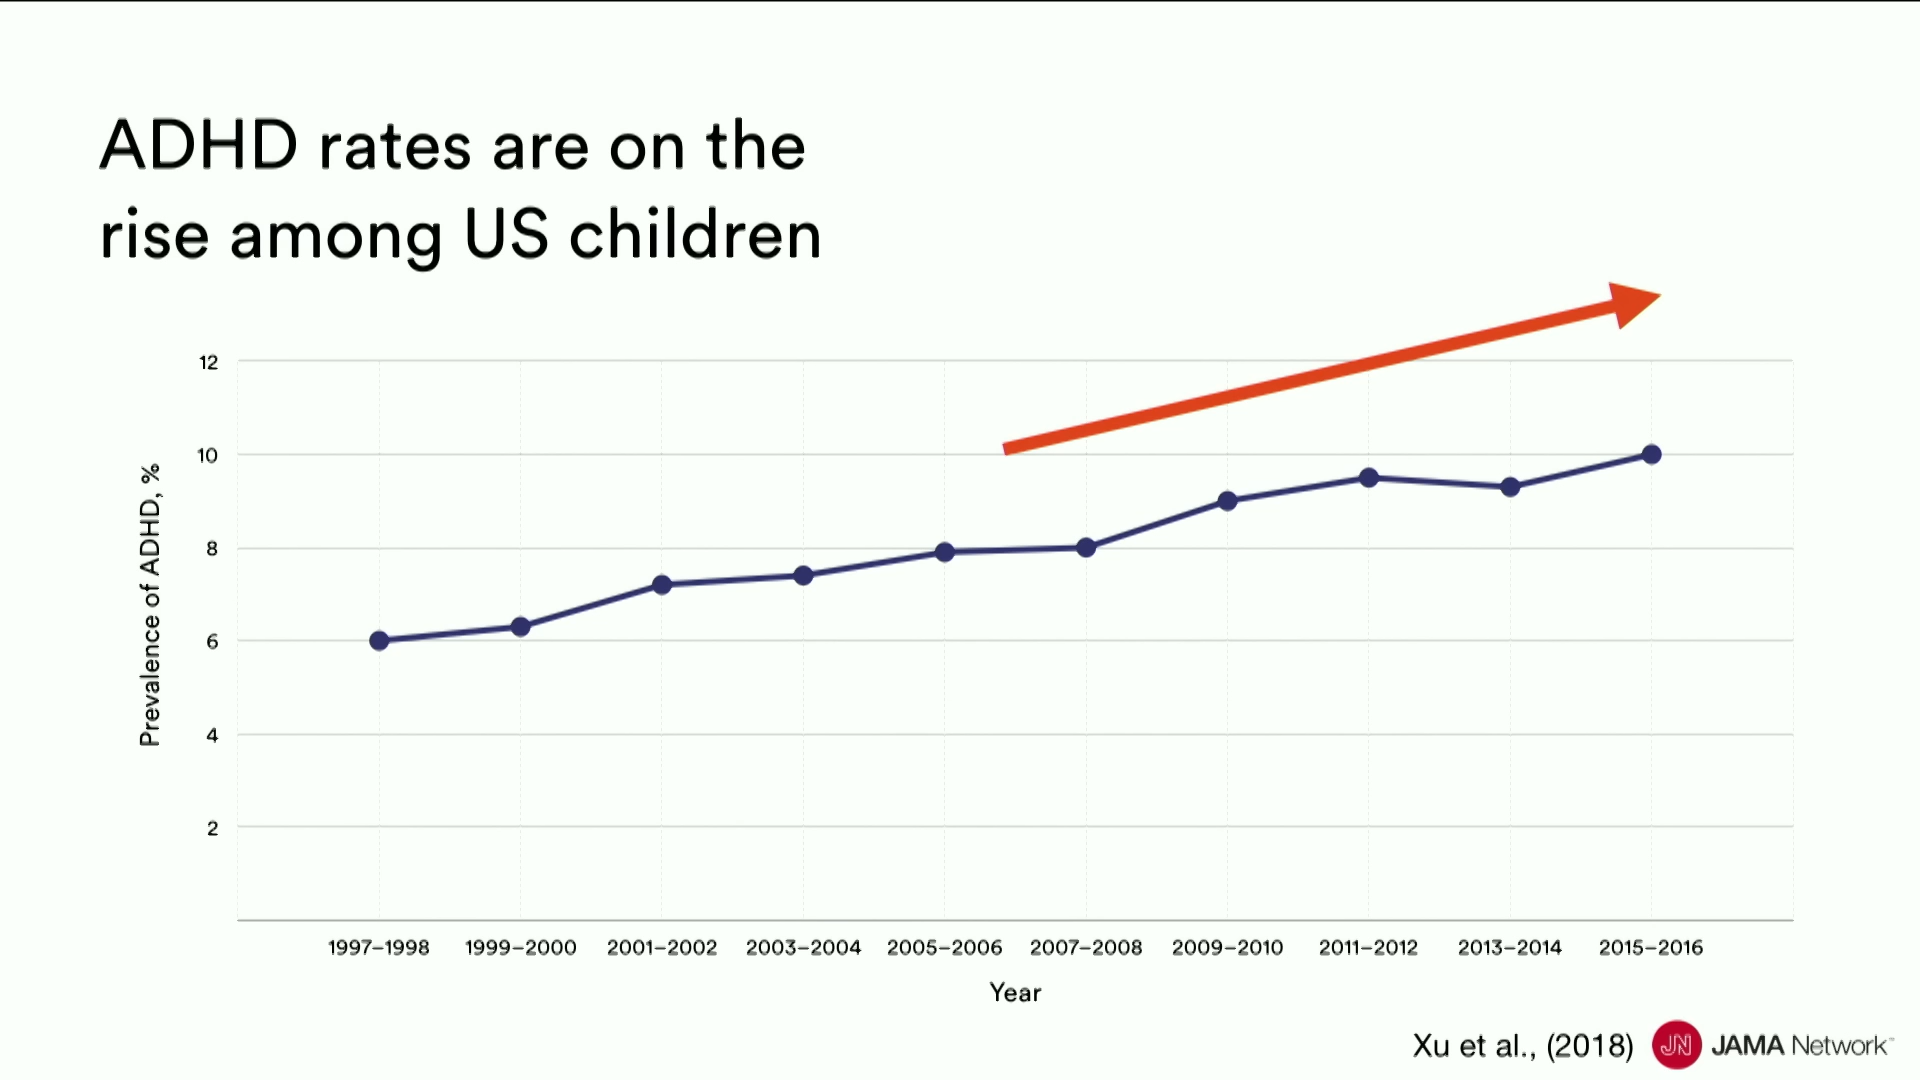 ADHD rates are on the
rise among US children
12
10
8
6
4
2
Prevalence of ADHD, %
1997–1998 1999–2000 2001–2002 2003–2004 2005–2006 2007–2008 2009–2010 2011–2012 2013–2014 2015–2016
Year
Xu et al., (2018) JN JAMA Network™